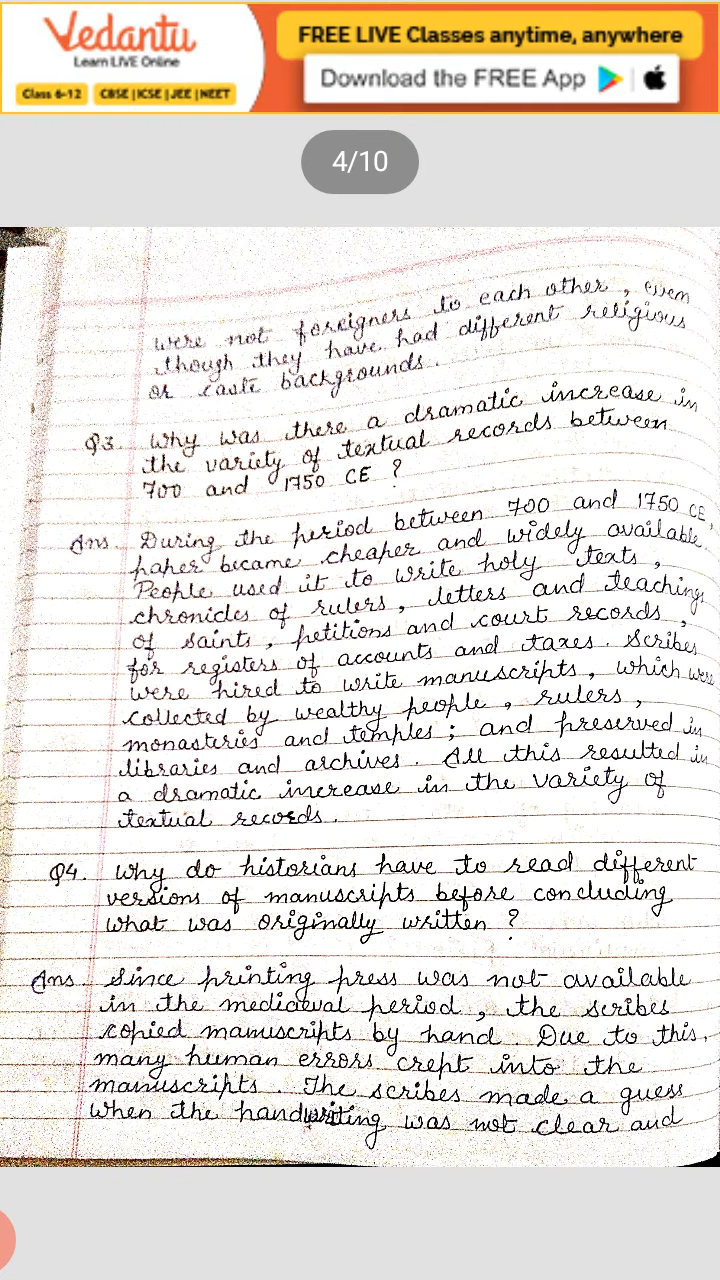 Vedantu
Learn LIVE Online
Class 6-12 CBSE | ICSE | JEE | NEET
FREE LIVE Classes anytime, anywhere
Download the FREE App
4/10
were not foreigners to each other, even
though they have had different religious
or caste backgrounds.
Q3. Why was there a dramatic increase in
the variety of textual records between
700 and 1750 CE ?
Ans. During the period between 700 and 1750 CE,
paper became cheaper and widely available.
People used it to write holy texts,
chronicles of rulers, letters and teachings
of saints, petitions and court records,
for registers of accounts and taxes. Scribes
were hired to write manuscripts, which were
collected by wealthy people, rulers,
monasteries and temples; and preserved in
libraries and archives. All this resulted in
a dramatic increase in the variety of
textual records.
Q4. Why do historians have to read different
versions of manuscripts before concluding
what was originally written ?
Ans. Since printing press was not available
in the mediaeval period, the scribes
copied manuscripts by hand. Due to this,
many human errors crept into the
manuscripts. The scribes made a guess
when the handwriting was not clear and